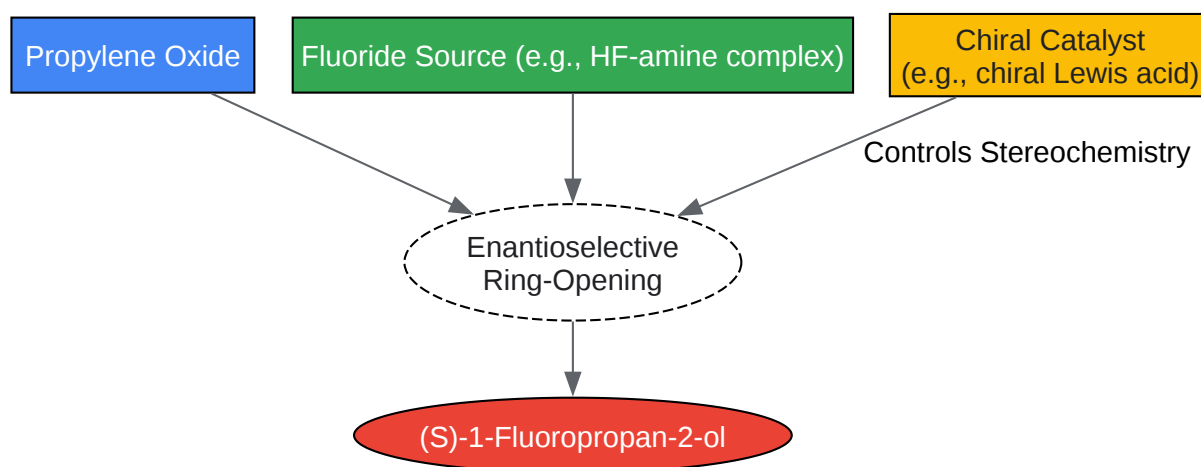 Propylene Oxide
Fluoride Source (e.g., HF-amine complex)
Chiral Catalyst
(e.g., chiral Lewis acid)
Controls Stereochemistry
Enantioselective
Ring-Opening
(S)-1-Fluoropropan-2-ol